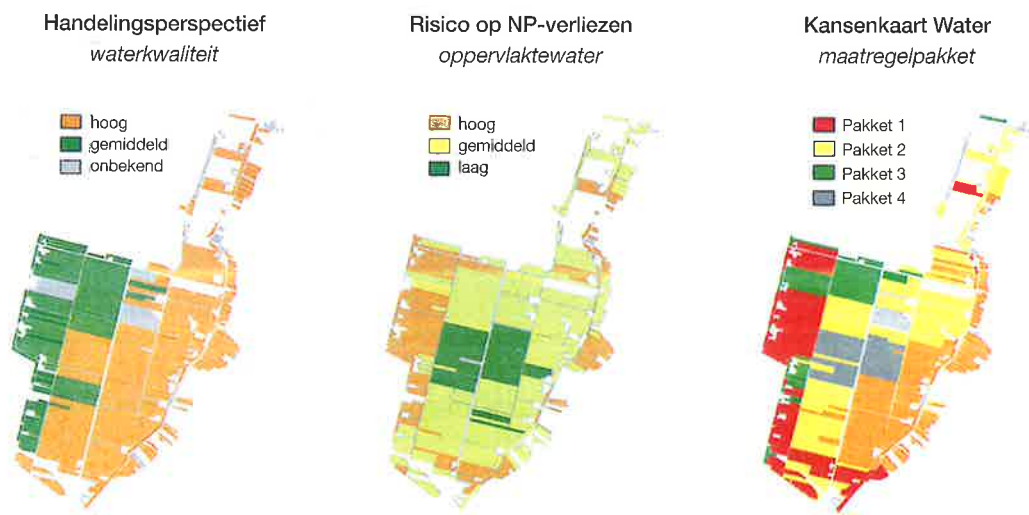 Handelingsperspectief
waterkwaliteit
hoog
gemiddeld
onbekend
Risico op NP-verliezen
oppervlaktewater
hoog
gemiddeld
laag
Kansenkaart Water
maatregelpakket
Pakket 1
Pakket 2
Pakket 3
Pakket 4